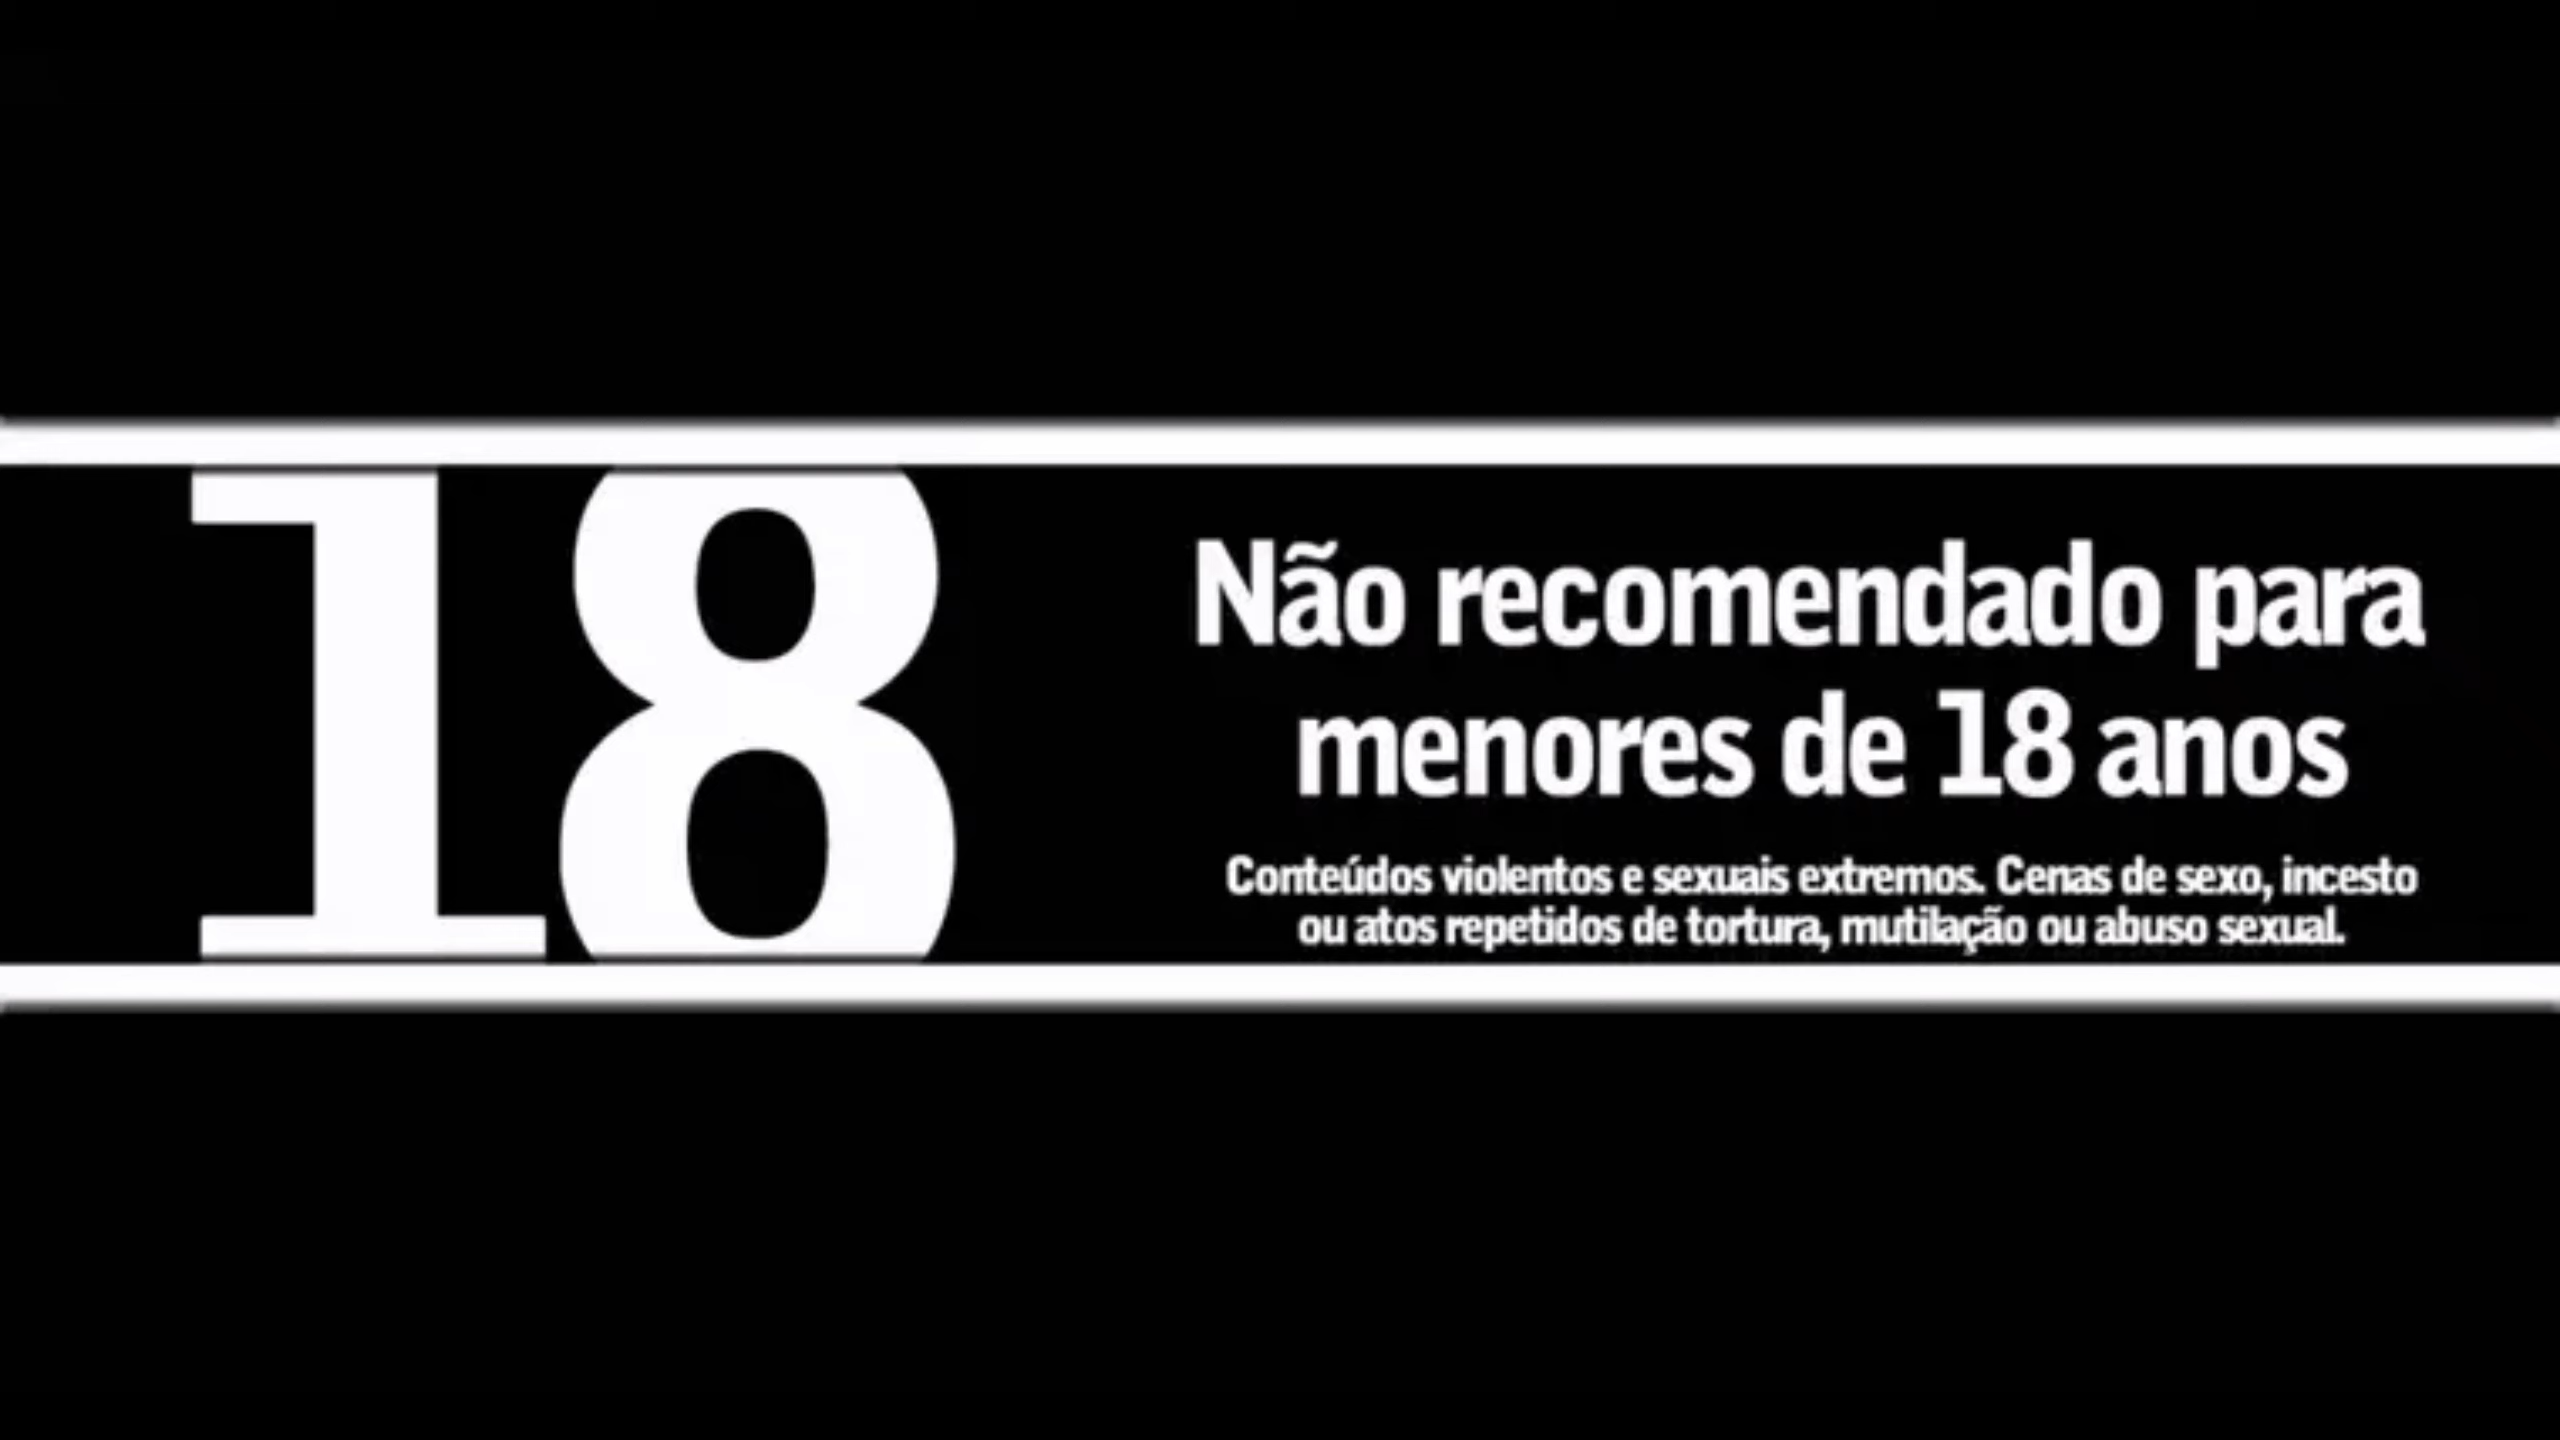 18
Não recomendado para
menores de 18 anos
Conteúdos violentos e sexuais extremos. Cenas de sexo, incesto
ou atos repetidos de tortura, mutilação ou abuso sexual.